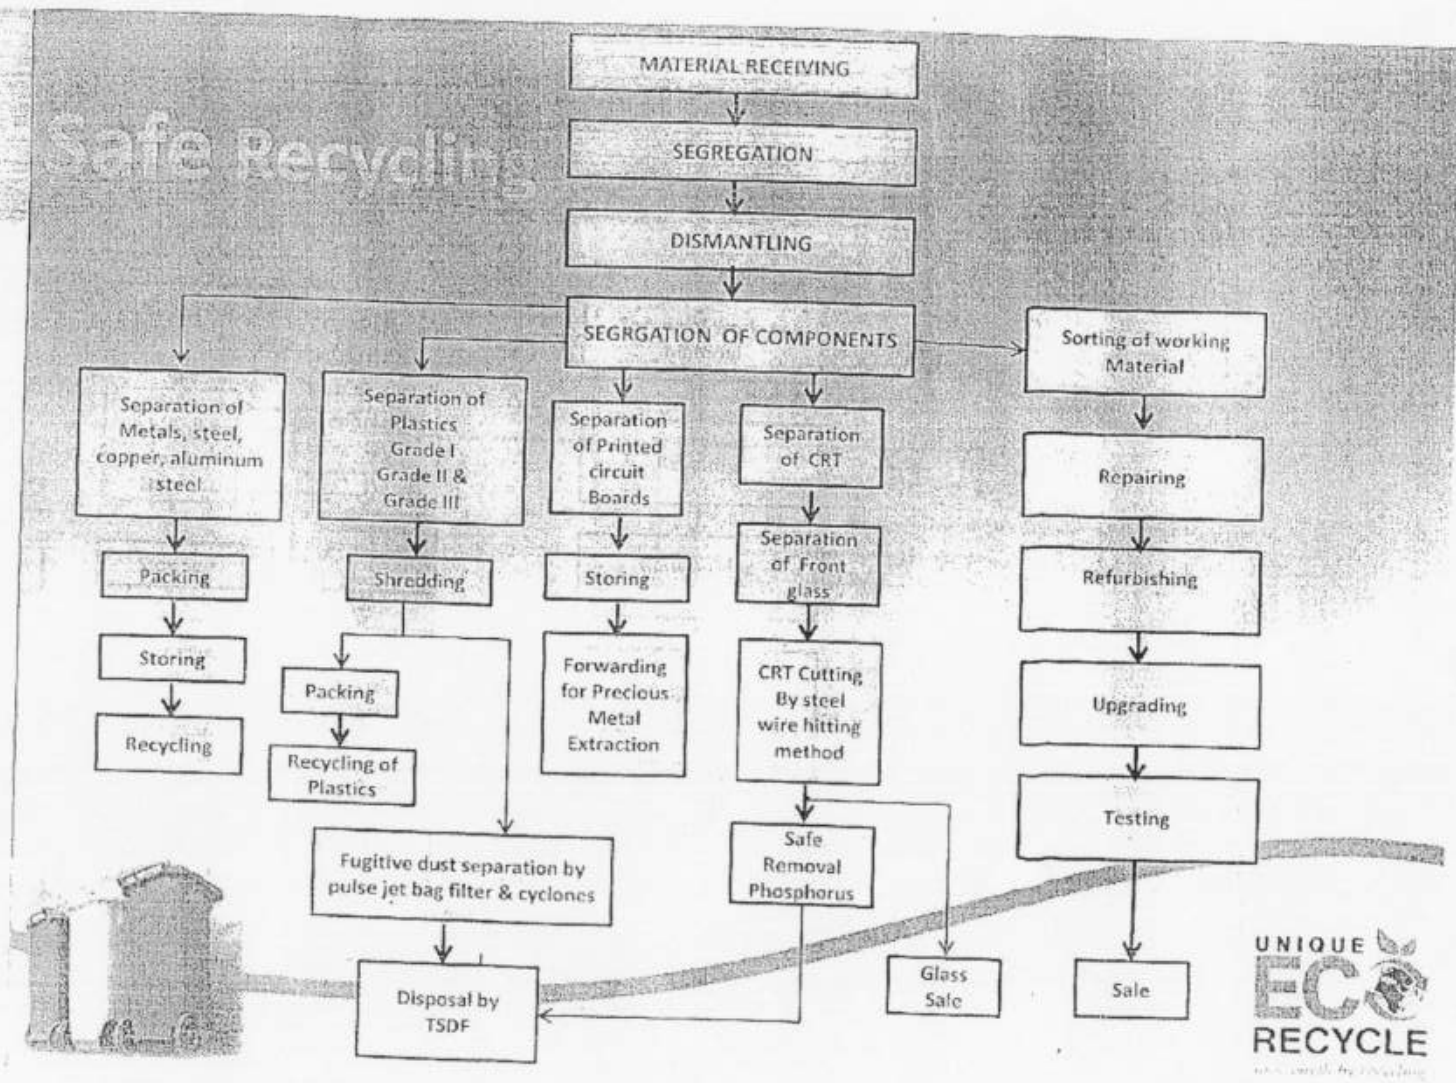 MATERIAL RECEIVING
Safe Recycling
SEGREGATION
DISMANTLING
SEGRGATION OF COMPONENTS
Sorting of working
Material
Separation of
Metals, steel,
copper, aluminum
steel
Separation of
Plastics
Grade I
Grade II &
Grade III
Separation
of Printed
circuit
Boards
Separation
of CRT
Repairing
Packing
Shredding
Storing
Separation
of Front
glass
Refurbishing
Storing
Packing
Forwarding
for Precious
Metal
Extraction
CRT Cutting
By steel
wire hitting
method
Upgrading
Recycling
Recycling of
Plastics
Testing
Fugitive dust separation by
pulse jet bag filter & cyclones
Safe
Removal
Phosphorus
Disposal by
TSDF
Glass
Sale
Sale
UNIQUE
ECO
RECYCLE